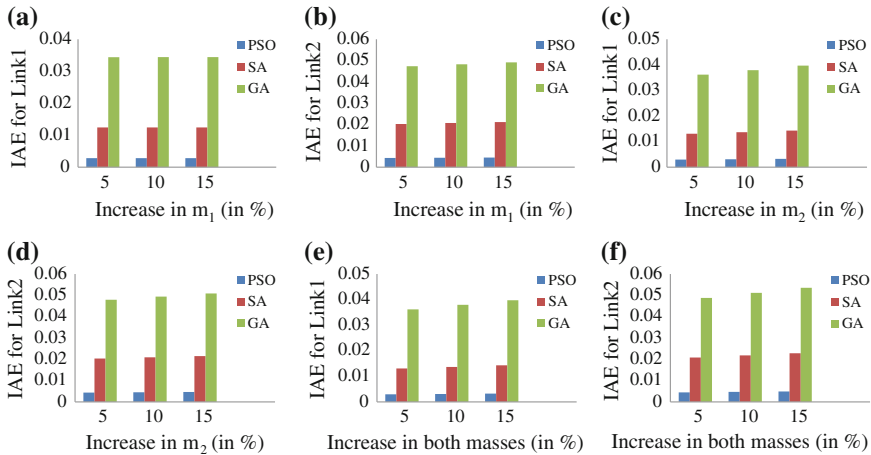 (a)
IAE for Link1
0.04
0.03
0.02
0.01
0
PSO
SA
GA
5 10 15
Increase in m1 (in %)
(b)
IAE for Link2
0.06
0.05
0.04
0.03
0.02
0.01
0
PSO
SA
GA
5 10 15
Increase in m1 (in %)
(c)
IAE for Link1
0.05
0.04
0.03
0.02
0.01
0
PSO
SA
GA
5 10 15
Increase in m2 (in %)
(d)
IAE for Link2
0.06
0.05
0.04
0.03
0.02
0.01
0
PSO
SA
GA
5 10 15
Increase in m2 (in %)
(e)
IAE for Link1
0.05
0.04
0.03
0.02
0.01
0
PSO
SA
GA
5 10 15
Increase in both masses (in %)
(f)
IAE for Link2
0.06
0.05
0.04
0.03
0.02
0.01
0
PSO
SA
GA
5 10 15
Increase in both masses (in %)